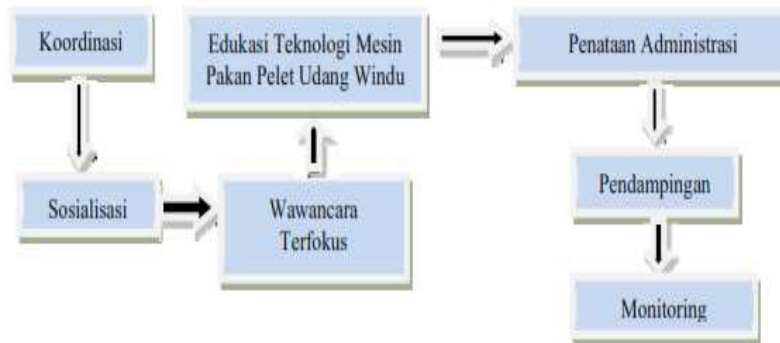 Koordinasi
Sosialisasi
Wawancara
Terfokus
Edukasi Teknologi Mesin
Pakan Pelet Udang Windu
Penataan Administrasi
Pendampingan
Monitoring